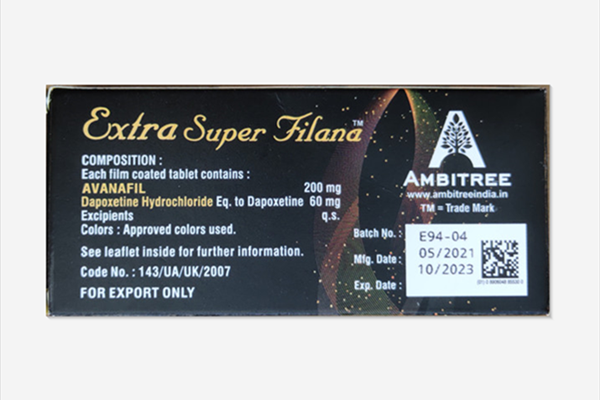 Extra Super Filana™
COMPOSITION :
Each film coated tablet contains :
AVANAFIL 200 mg
Dapoxetine Hydrochloride Eq. to Dapoxetine 60 mg
Excipients q.s.
Colors : Approved colors used.
See leaflet inside for further information.
Code No. : 143/UA/UK/2007
FOR EXPORT ONLY
A
AMBITREE
www.ambitreeindia.in
TM = Trade Mark
Batch No. : E94-04
Mfg. Date : 05/2021
Exp. Date : 10/2023